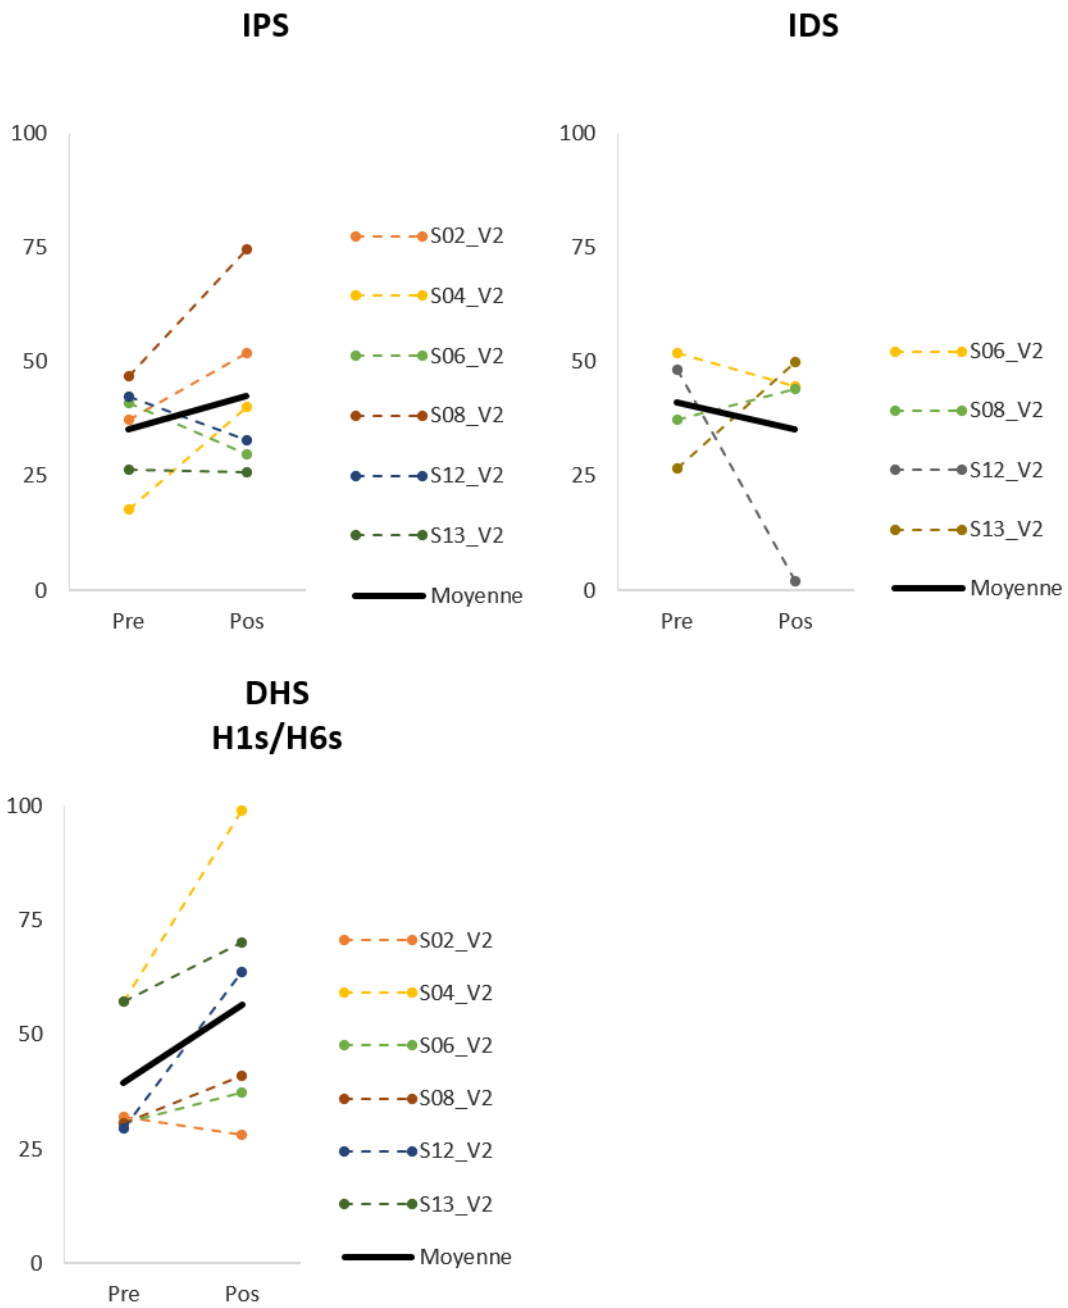 IPS
100
75
50
25
0
Pre
Pos
S02_V2
S04_V2
S06_V2
S08_V2
S12_V2
S13_V2
Moyenne
IDS
100
75
50
25
0
Pre
Pos
S06_V2
S08_V2
S12_V2
S13_V2
Moyenne
DHS
H1s/H6s
100
75
50
25
0
Pre
Pos
S02_V2
S04_V2
S06_V2
S08_V2
S12_V2
S13_V2
Moyenne